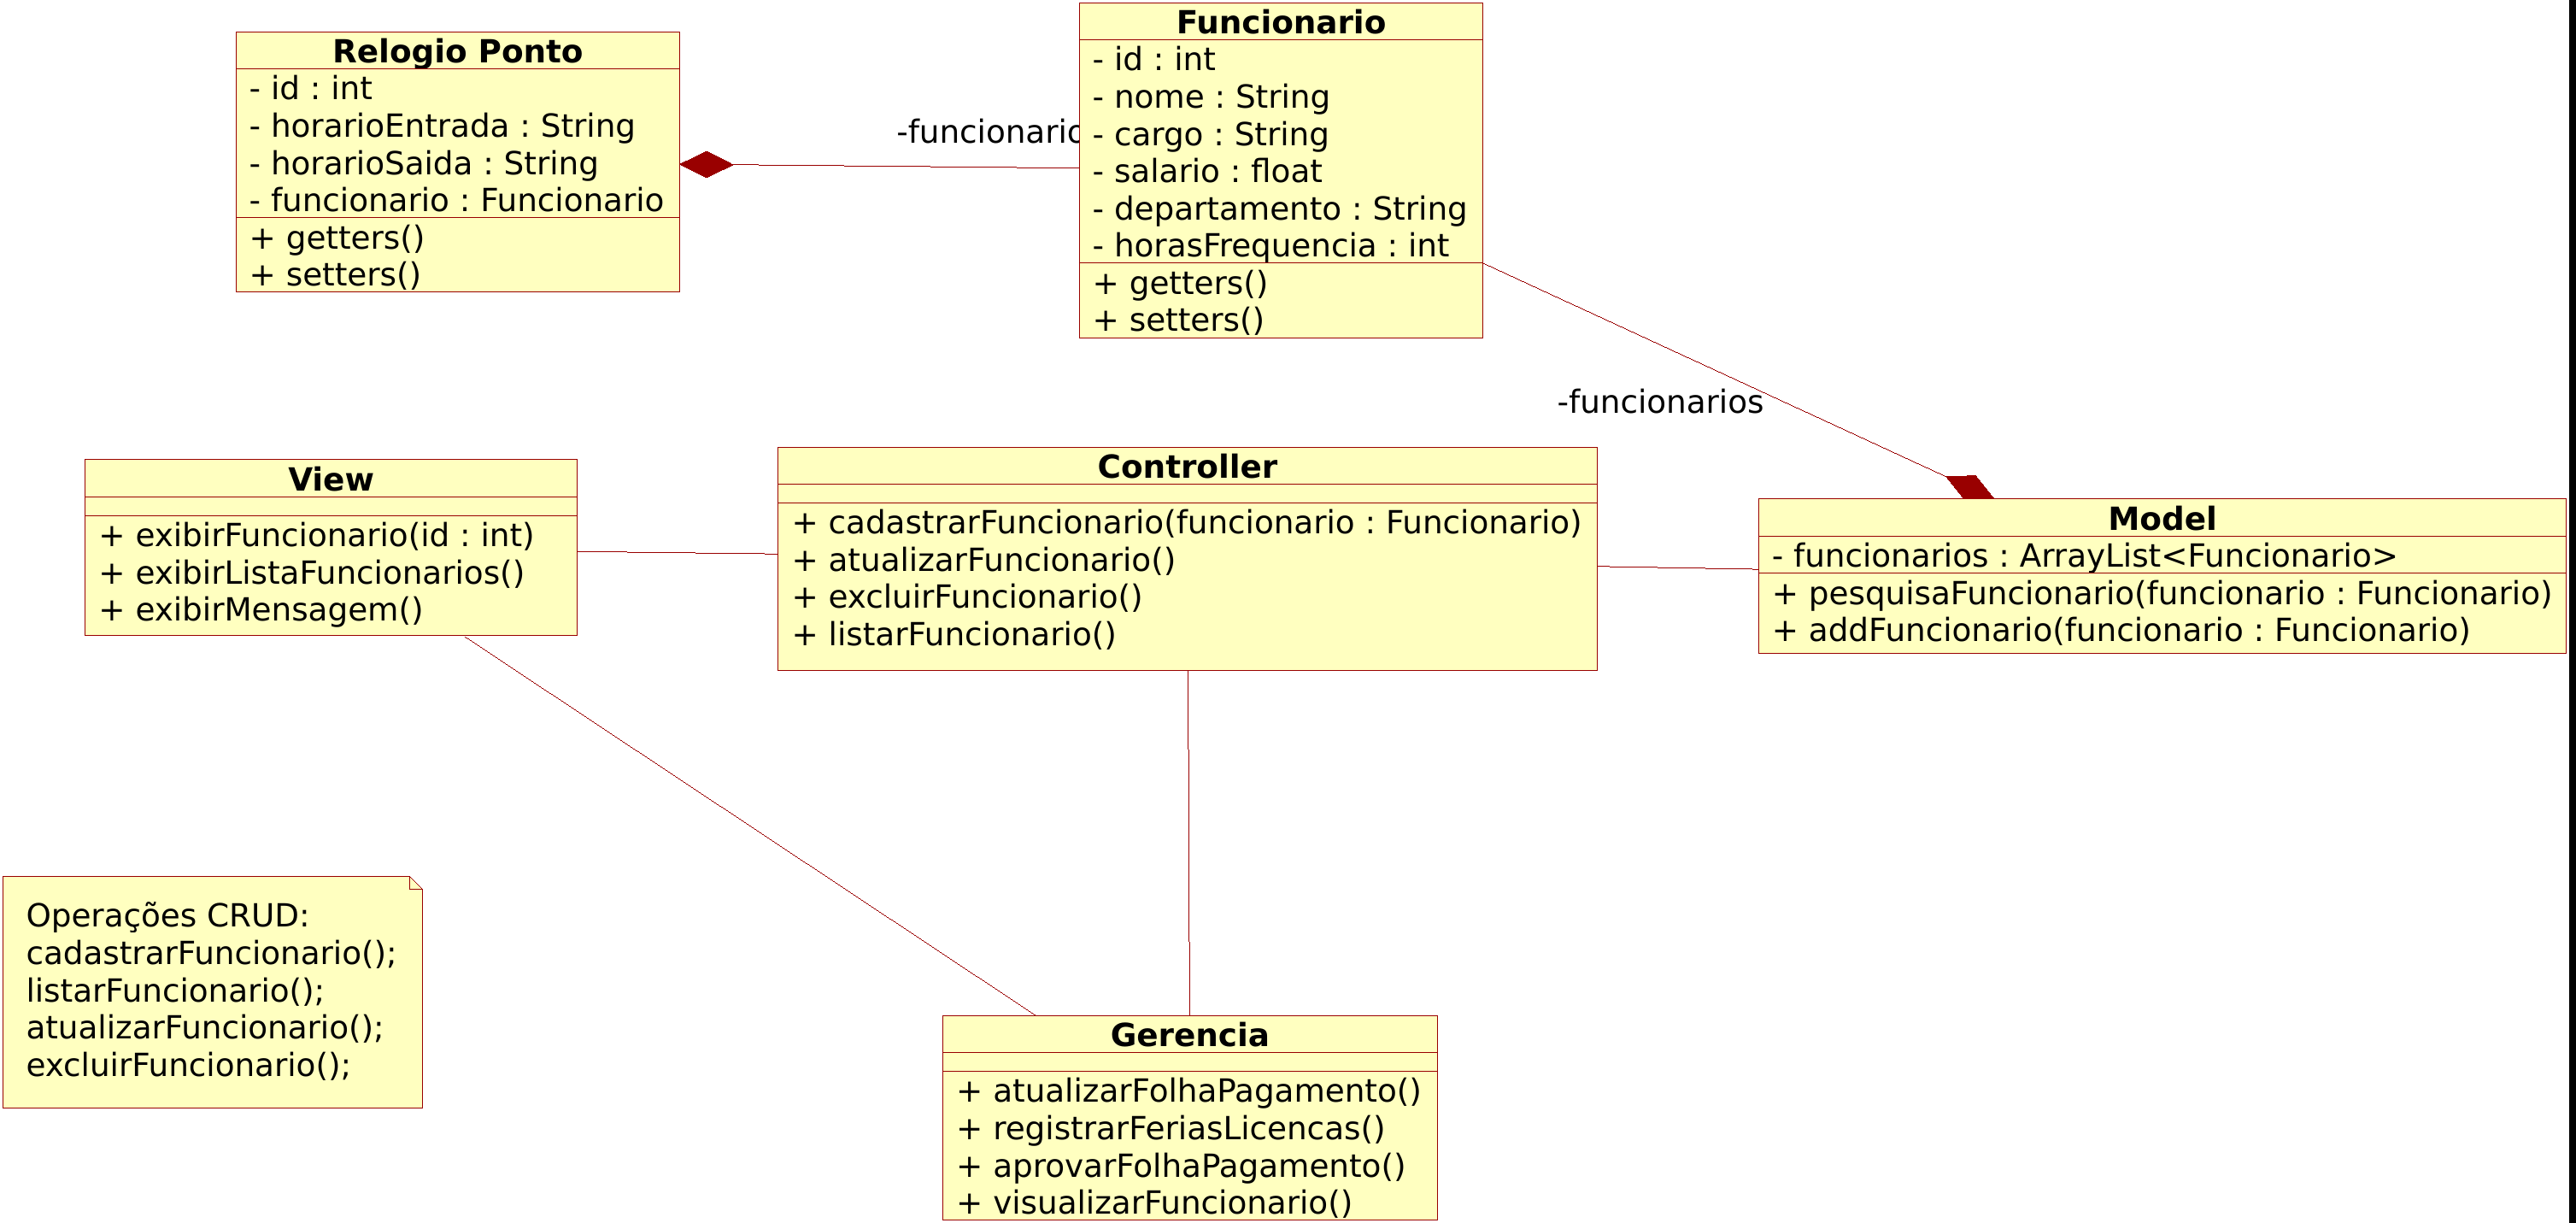 Relogio Ponto
- id : int
- horarioEntrada : String
- horarioSaida : String
- funcionario : Funcionario
+ getters()
+ setters()
-funcionario
Funcionario
- id : int
- nome : String
- cargo : String
- salario : float
- departamento : String
- horasFrequencia : int
+ getters()
+ setters()
-funcionarios
View
+ exibirFuncionario(id : int)
+ exibirListaFuncionarios()
+ exibirMensagem()
Controller
+ cadastrarFuncionario(funcionario : Funcionario)
+ atualizarFuncionario()
+ excluirFuncionario()
+ listarFuncionario()
Model
- funcionarios : ArrayList<Funcionario>
+ pesquisaFuncionario(funcionario : Funcionario)
+ addFuncionario(funcionario : Funcionario)
Operações CRUD:
cadastrarFuncionario();
listarFuncionario();
atualizarFuncionario();
excluirFuncionario();
Gerencia
+ atualizarFolhaPagamento()
+ registrarFeriasLicencas()
+ aprovarFolhaPagamento()
+ visualizarFuncionario()